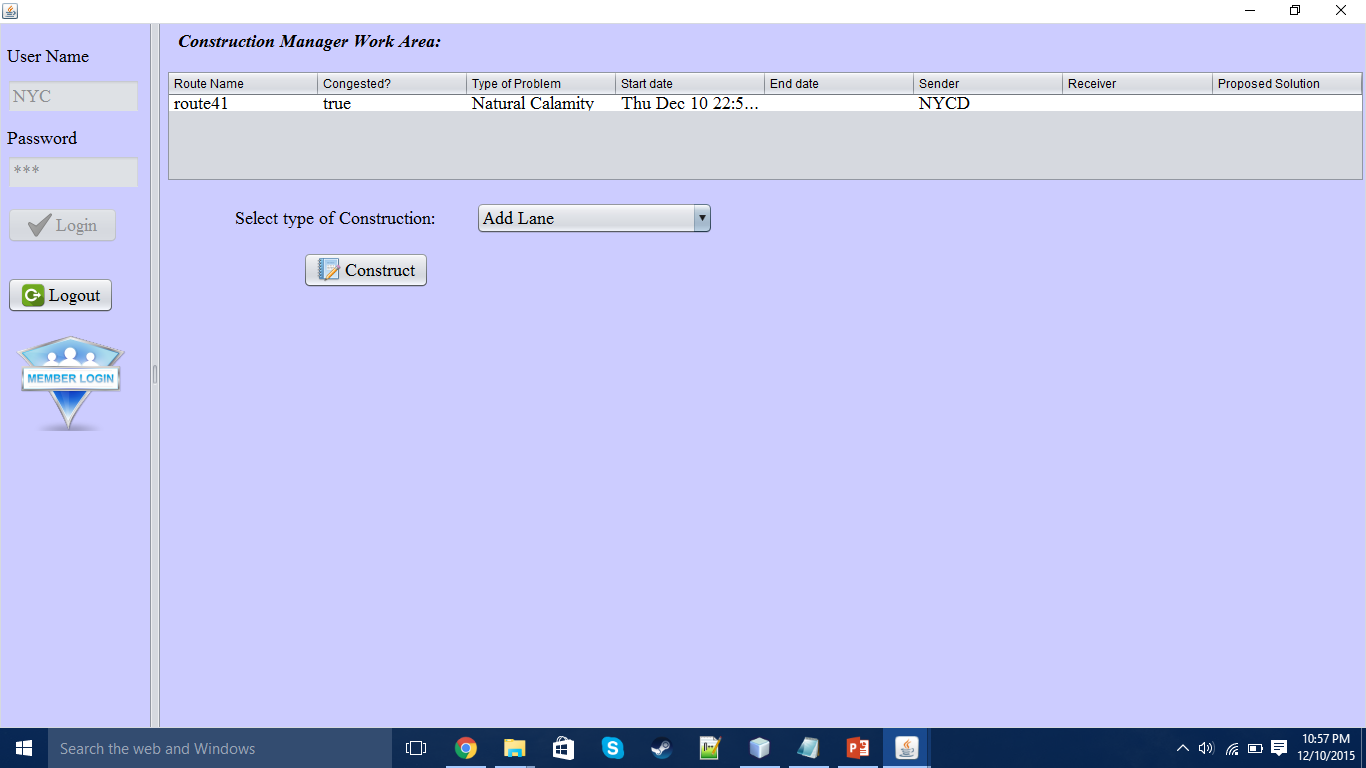 Construction Manager Work Area:
User Name
NYC
Password
***
Login
Logout
MEMBER LOGIN
Route Name Congested? Type of Problem Start date End date Sender Receiver Proposed Solution
route41 true Natural Calamity Thu Dec 10 22:5... NYCD
Select type of Construction: Add Lane
Construct
Search the web and Windows
10:57 PM
12/10/2015